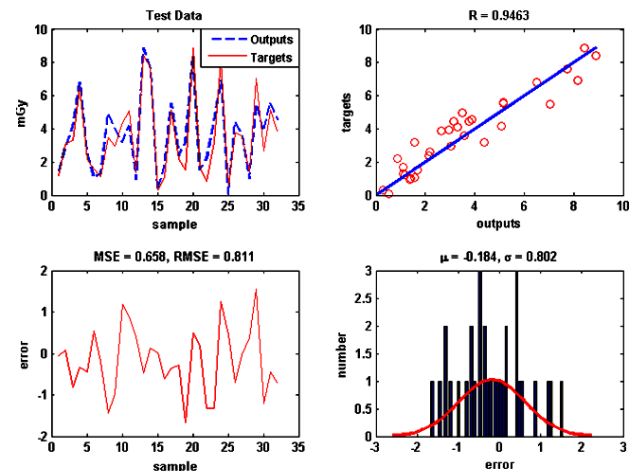 Test Data
Outputs
Targets
mGy
10
8
6
4
2
0
0 5 10 15 20 25 30 35
sample
R = 0.9463
targets
10
8
6
4
2
0
0 2 4 6 8 10
outputs
MSE = 0.658, RMSE = 0.811
error
2
1
0
-1
-2
0 5 10 15 20 25 30 35
sample
μ = -0.184, σ = 0.802
number
3
2.5
2
1.5
1
0.5
0
-3 -2 -1 0 1 2 3
error